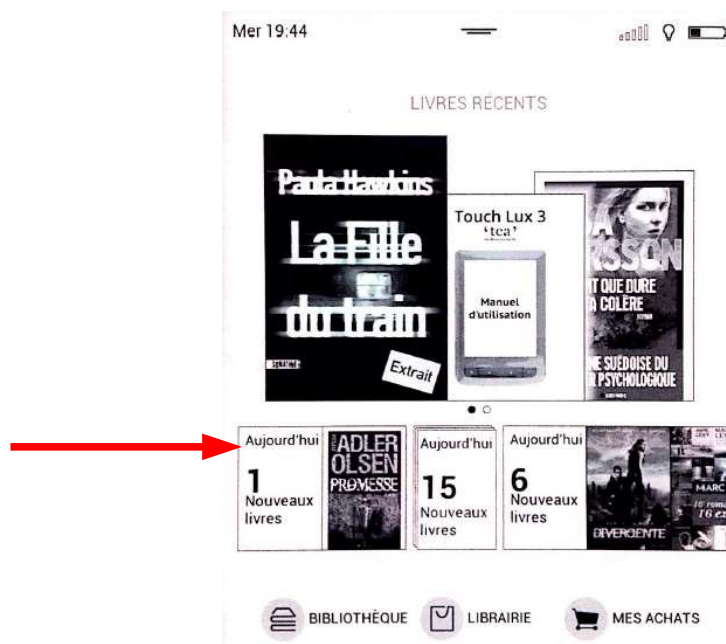 Mer 19:44
LIVRES RÉCENTS
Paula Hawkins
La Fille
du train
Extrait
Touch Lux 3
'tea'
Manuel
d'utilisation
T QUE DURE
A COLÈRE
NE SUÉDOISE DU
R PSYCHOLOGIQUE
Aujourd'hui
1
Nouveaux
livres
ADLER
OLSEN
PROMESSE
Aujourd'hui
15
Nouveaux
livres
Aujourd'hui
6
Nouveaux
livres
DIVERGENTE
MARC
BIBLIOTHÈQUE
LIBRAIRIE
MES ACHATS